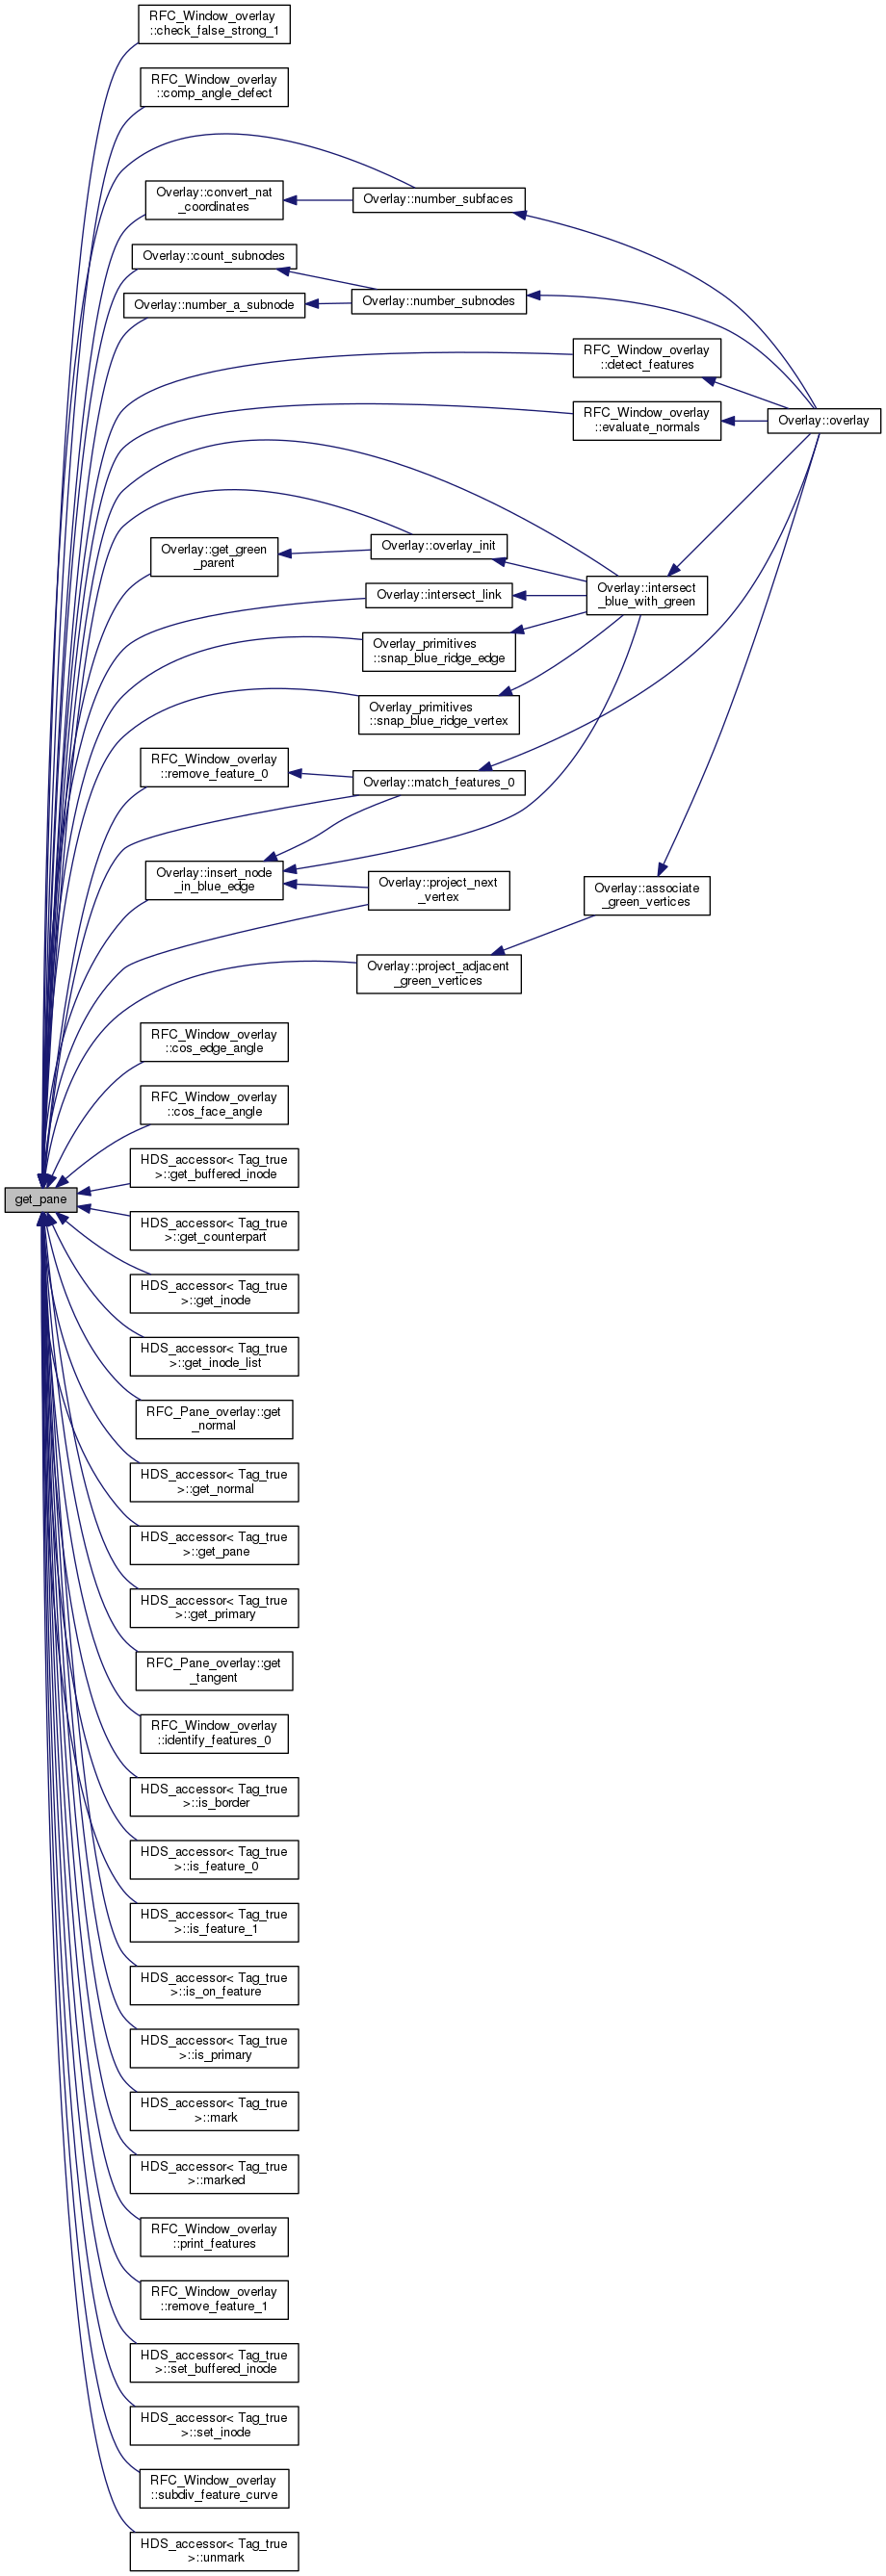 RFC_Window_overlay
::check_false_strong_1
RFC_Window_overlay
::comp_angle_defect
Overlay::convert_nat
_coordinates
Overlay::number_subfaces
Overlay::count_subnodes
Overlay::number_a_subnode
Overlay::number_subnodes
RFC_Window_overlay
::detect_features
RFC_Window_overlay
::evaluate_normals
Overlay::overlay
Overlay::get_green
_parent
Overlay::overlay_init
Overlay::intersect_link
Overlay::intersect
_blue_with_green
Overlay_primitives
::snap_blue_ridge_edge
Overlay_primitives
::snap_blue_ridge_vertex
RFC_Window_overlay
::remove_feature_0
Overlay::match_features_0
Overlay::insert_node
_in_blue_edge
Overlay::project_next
_vertex
Overlay::associate
_green_vertices
Overlay::project_adjacent
_green_vertices
RFC_Window_overlay
::cos_edge_angle
RFC_Window_overlay
::cos_face_angle
HDS_accessor< Tag_true
>::get_buffered_inode
get_pane
HDS_accessor< Tag_true
>::get_counterpart
HDS_accessor< Tag_true
>::get_inode
HDS_accessor< Tag_true
>::get_inode_list
RFC_Pane_overlay::get
_normal
HDS_accessor< Tag_true
>::get_normal
HDS_accessor< Tag_true
>::get_pane
HDS_accessor< Tag_true
>::get_primary
RFC_Pane_overlay::get
_tangent
RFC_Window_overlay
::identify_features_0
HDS_accessor< Tag_true
>::is_border
HDS_accessor< Tag_true
>::is_feature_0
HDS_accessor< Tag_true
>::is_feature_1
HDS_accessor< Tag_true
>::is_on_feature
HDS_accessor< Tag_true
>::is_primary
HDS_accessor< Tag_true
>::mark
HDS_accessor< Tag_true
>::marked
RFC_Window_overlay
::print_features
RFC_Window_overlay
::remove_feature_1
HDS_accessor< Tag_true
>::set_buffered_inode
HDS_accessor< Tag_true
>::set_inode
RFC_Window_overlay
::subdiv_feature_curve
HDS_accessor< Tag_true
>::unmark